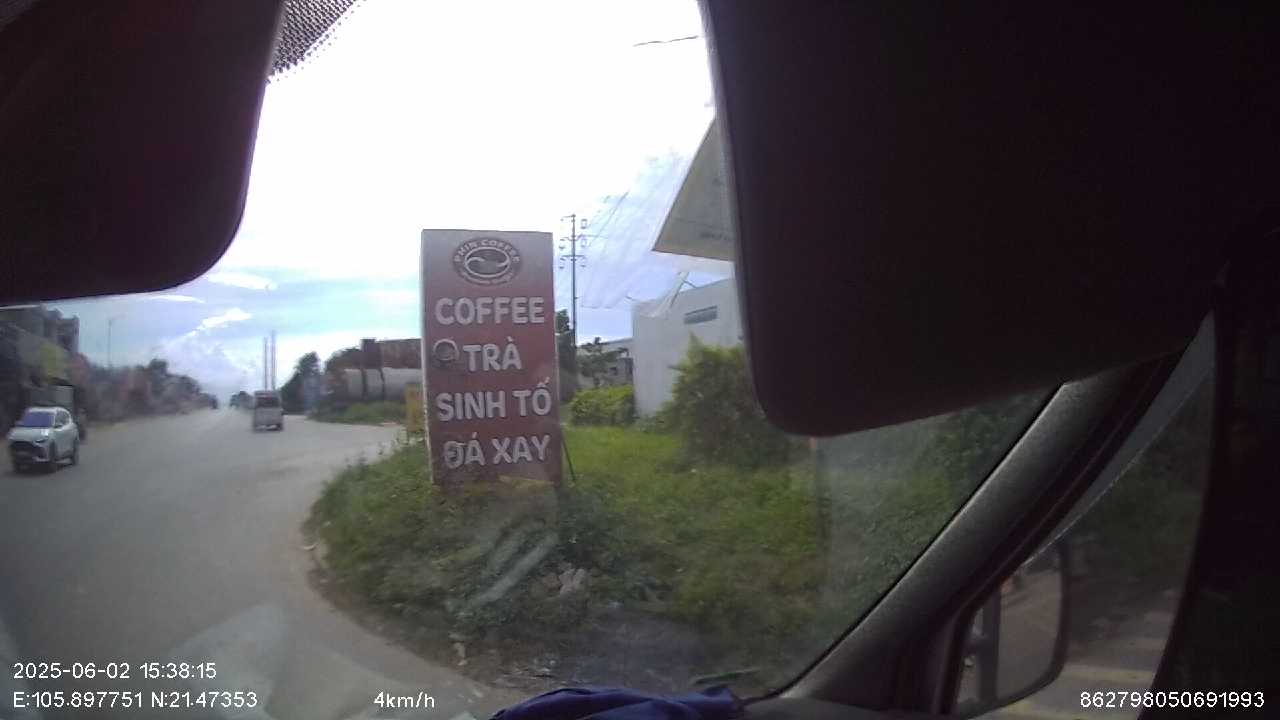 PHIN COFFEE
COFFEE
TRÀ
SINH TỐ
ĐÁ XAY
2025-06-02 15:38:15
E:105.897751 N:21.47353
4km/h
862798050691993